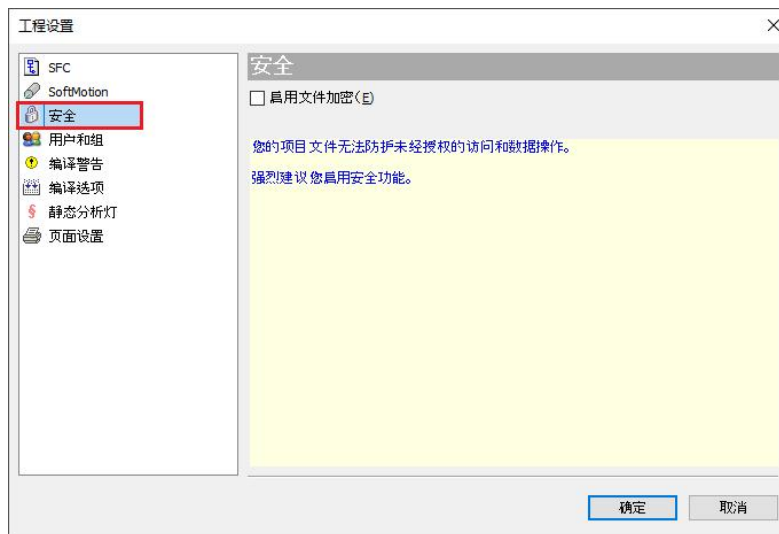 工程设置
SFC
SoftMotion
安全
用户和组
编译警告
编译选项
静态分析灯
页面设置
安全
启用文件加密(E)
您的项目文件无法防护未经授权的访问和数据操作。
强烈建议您启用安全功能。
确定
取消